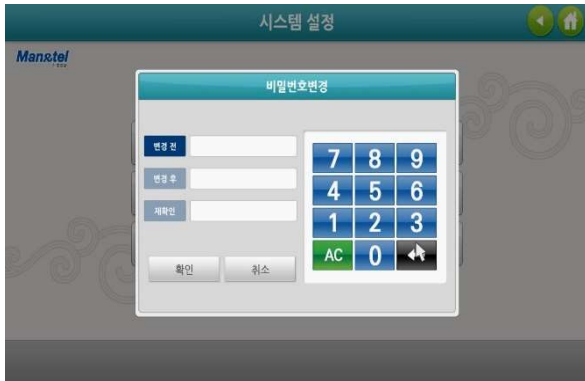 시스템 설정
Man&tel
비밀번호변경
변경 전
변경 후
재확인
7 8 9
4 5 6
1 2 3
AC 0
확인 취소